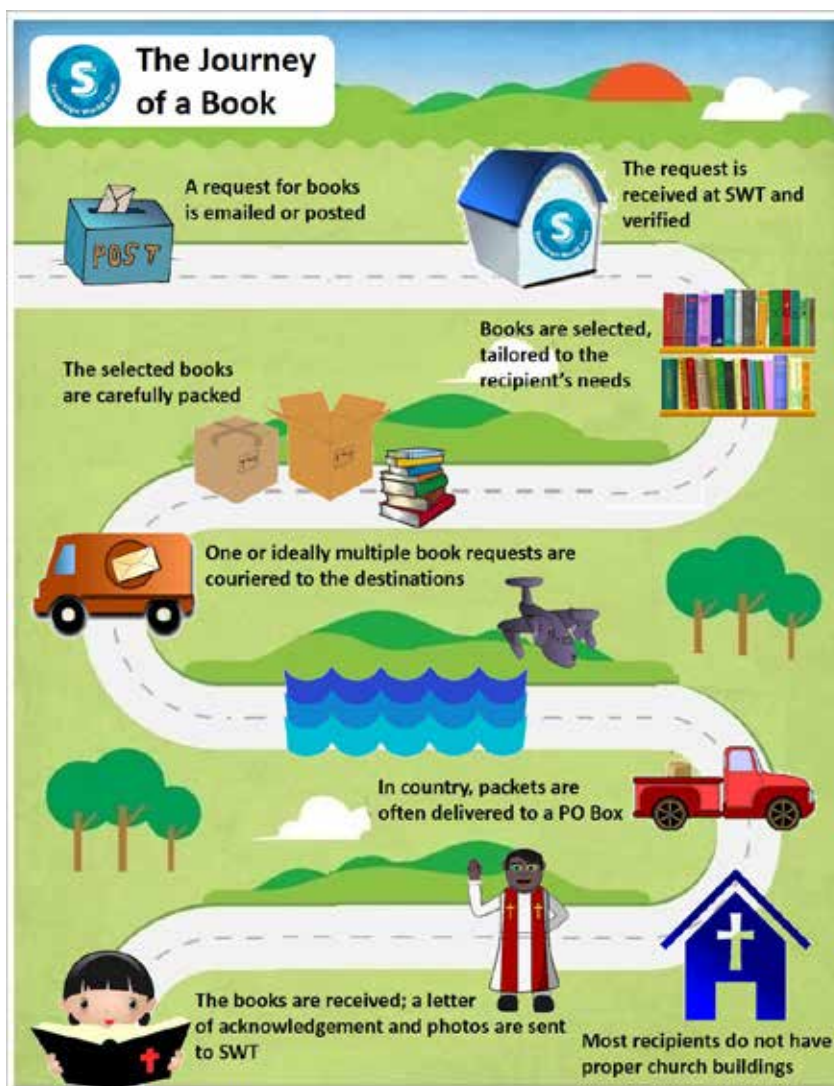 S
The Journey
of a Book
A request for books
is emailed or posted
POST
S
The request is
received at SWT and
verified
Books are selected,
tailored to the
recipient's needs
The selected books
are carefully packed
One or ideally multiple book requests are
couriered to the destinations
In country, packets are
often delivered to a PO Box
Most recipients do not have
proper church buildings
The books are received; a letter
of acknowledgement and photos are sent
to SWT